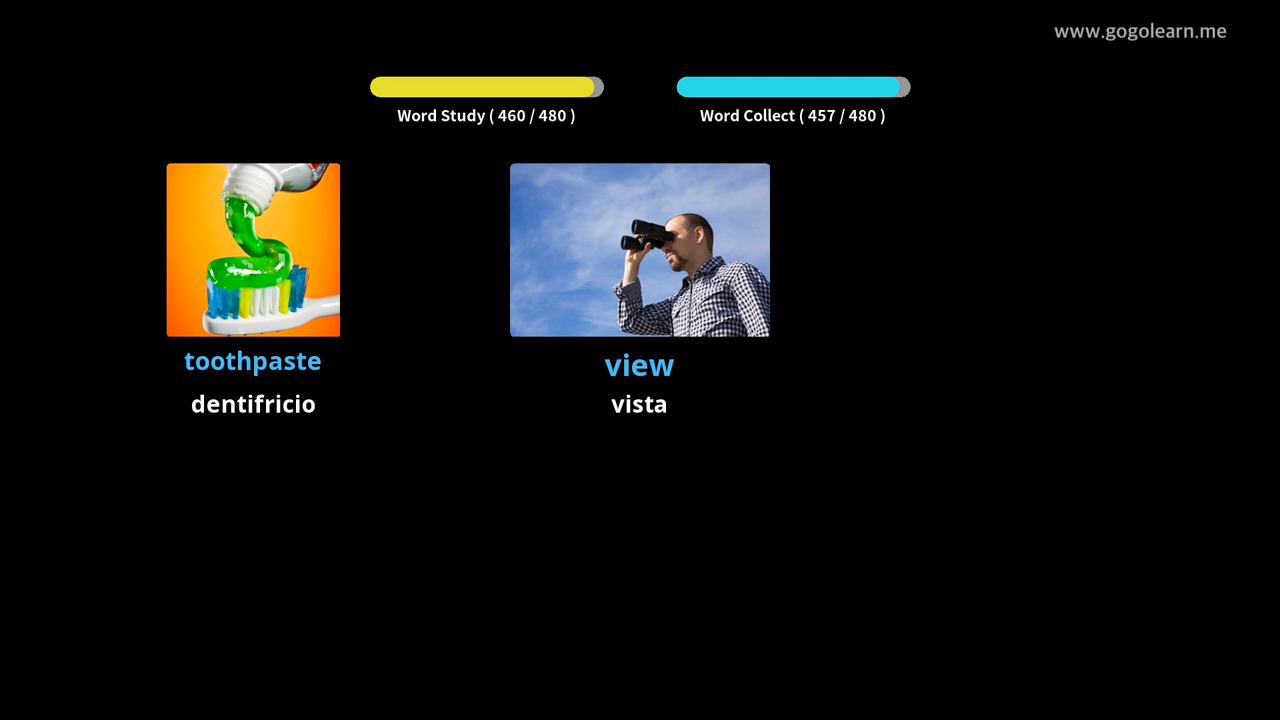 www.gogolearn.me
Word Study ( 460 / 480 )
Word Collect ( 457 / 480 )
toothpaste
dentifricio
view
vista